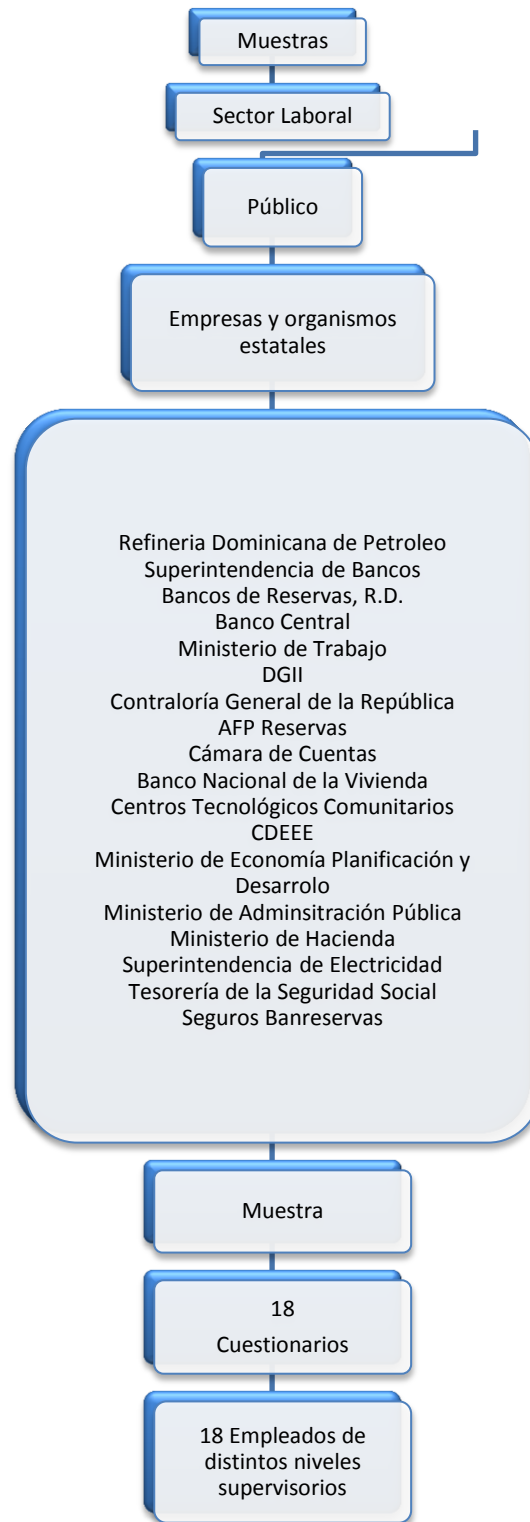 Muestras
Sector Laboral
Público
Empresas y organismos
estatales
Refineria Dominicana de Petroleo
Superintendencia de Bancos
Bancos de Reservas, R.D.
Banco Central
Ministerio de Trabajo
DGII
Contraloría General de la República
AFP Reservas
Cámara de Cuentas
Banco Nacional de la Vivienda
Centros Tecnológicos Comunitarios
CDEEE
Ministerio de Economía Planificación y
Desarrolo
Ministerio de Adminsitración Pública
Ministerio de Hacienda
Superintendencia de Electricidad
Tesorería de la Seguridad Social
Seguros Banreservas
Muestra
18
Cuestionarios
18 Empleados de
distintos niveles
supervisorios